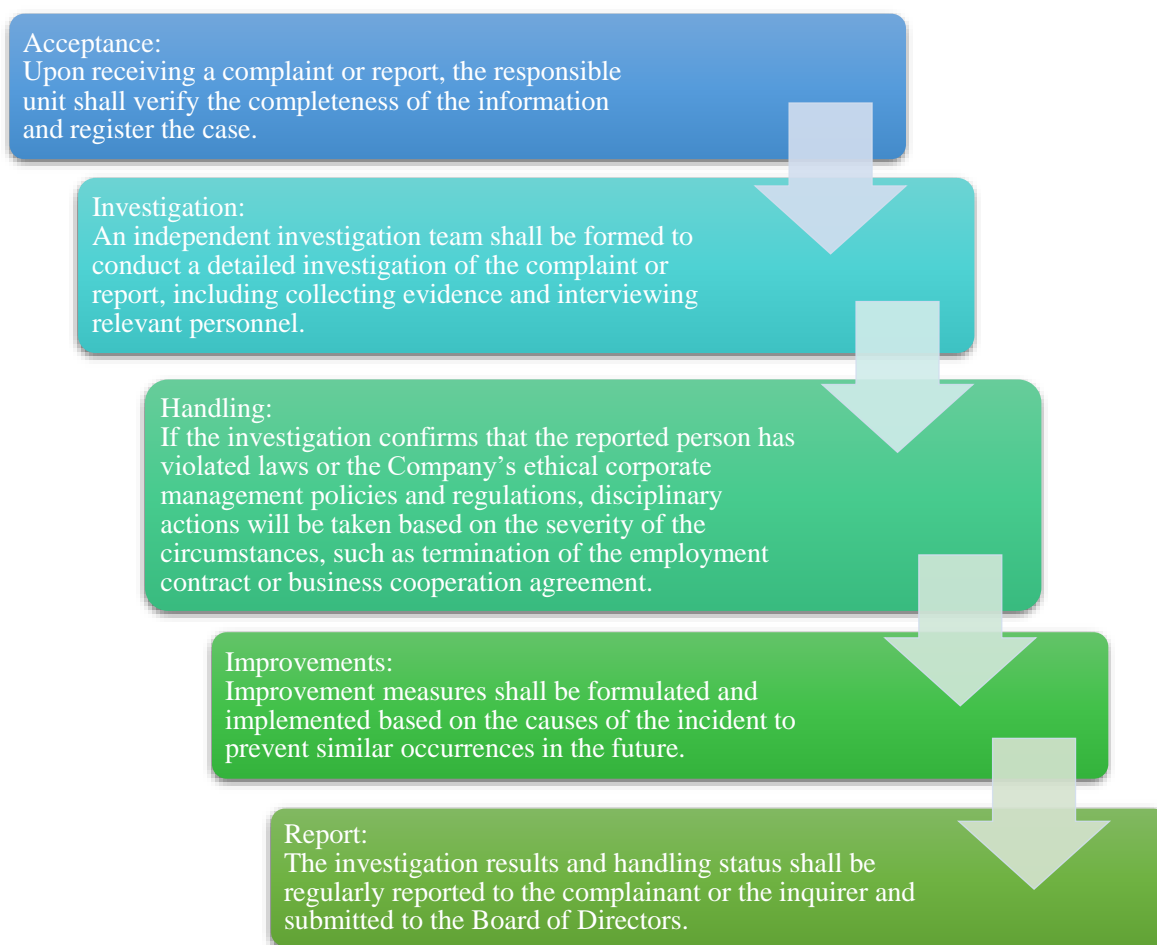 Acceptance:
Upon receiving a complaint or report, the responsible
unit shall verify the completeness of the information
and register the case.
Investigation:
An independent investigation team shall be formed to
conduct a detailed investigation of the complaint or
report, including collecting evidence and interviewing
relevant personnel.
Handling:
If the investigation confirms that the reported person has
violated laws or the Company’s ethical corporate
management policies and regulations, disciplinary
actions will be taken based on the severity of the
circumstances, such as termination of the employment
contract or business cooperation agreement.
Improvements:
Improvement measures shall be formulated and
implemented based on the causes of the incident to
prevent similar occurrences in the future.
Report:
The investigation results and handling status shall be
regularly reported to the complainant or the inquirer and
submitted to the Board of Directors.